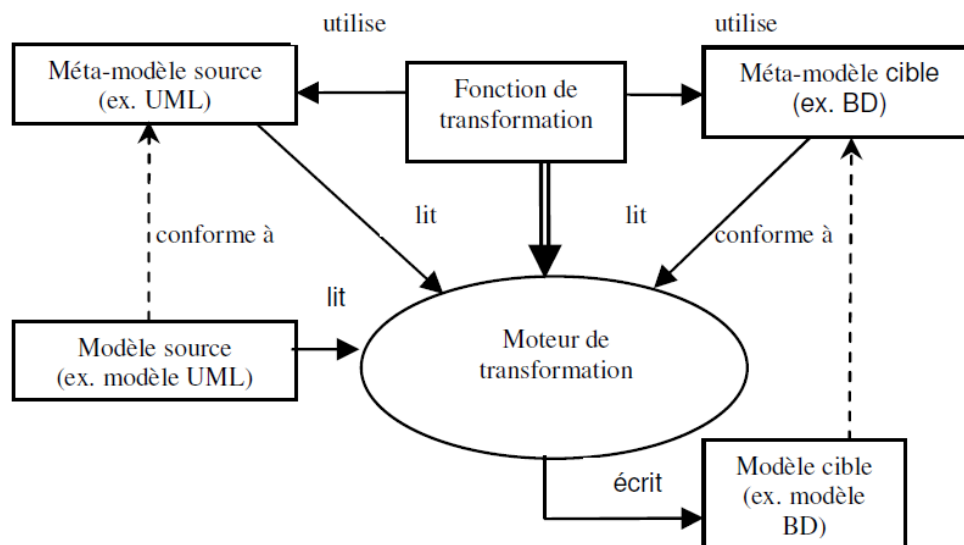 utilise
utilise
Méta-modèle source
(ex. UML)
Fonction de
transformation
Méta-modèle cible
(ex. BD)
lit
lit
conforme à
conforme à
lit
Modèle source
(ex. modèle UML)
Moteur de
transformation
écrit
Modèle cible
(ex. modèle
BD)